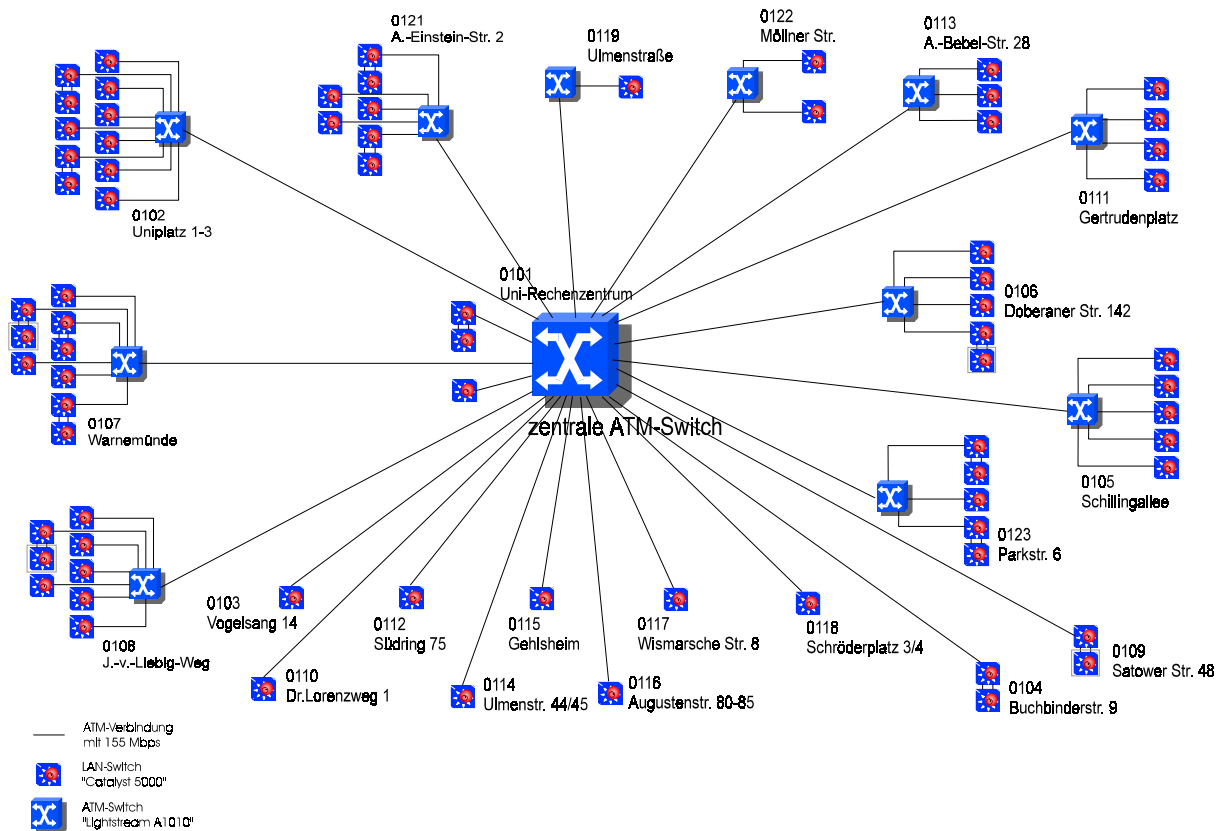 0121
A.-Einstein-Str. 2
0119
Ulmenstraße
0122
Möllner Str.
0113
A.-Bebel-Str. 28
0102
Uniplatz 1-3
0111
Gertrudenplatz
0101
Uni-Rechenzentrum
0106
Doberaner Str. 142
zentrale ATM-Switch
0107
Warnemünde
0105
Schillingallee
0123
Parkstr. 6
0108
J.-v.-Liebig-Weg
0103
Vogelsang 14
0112
Südring 75
0115
Gehlsheim
0117
Wismarsche Str. 8
0118
Schröderplatz 3/4
0109
Satower Str. 48
0110
Dr.Lorenzweg 1
0114
Ulmenstr. 44/45
0116
Augustenstr. 80-85
0104
Buchbinderstr. 9
ATM-Verbindung
mit 155 Mbps
LAN-Switch
"Catalyst 5000"
ATM-Switch
"Lightstream A1010"